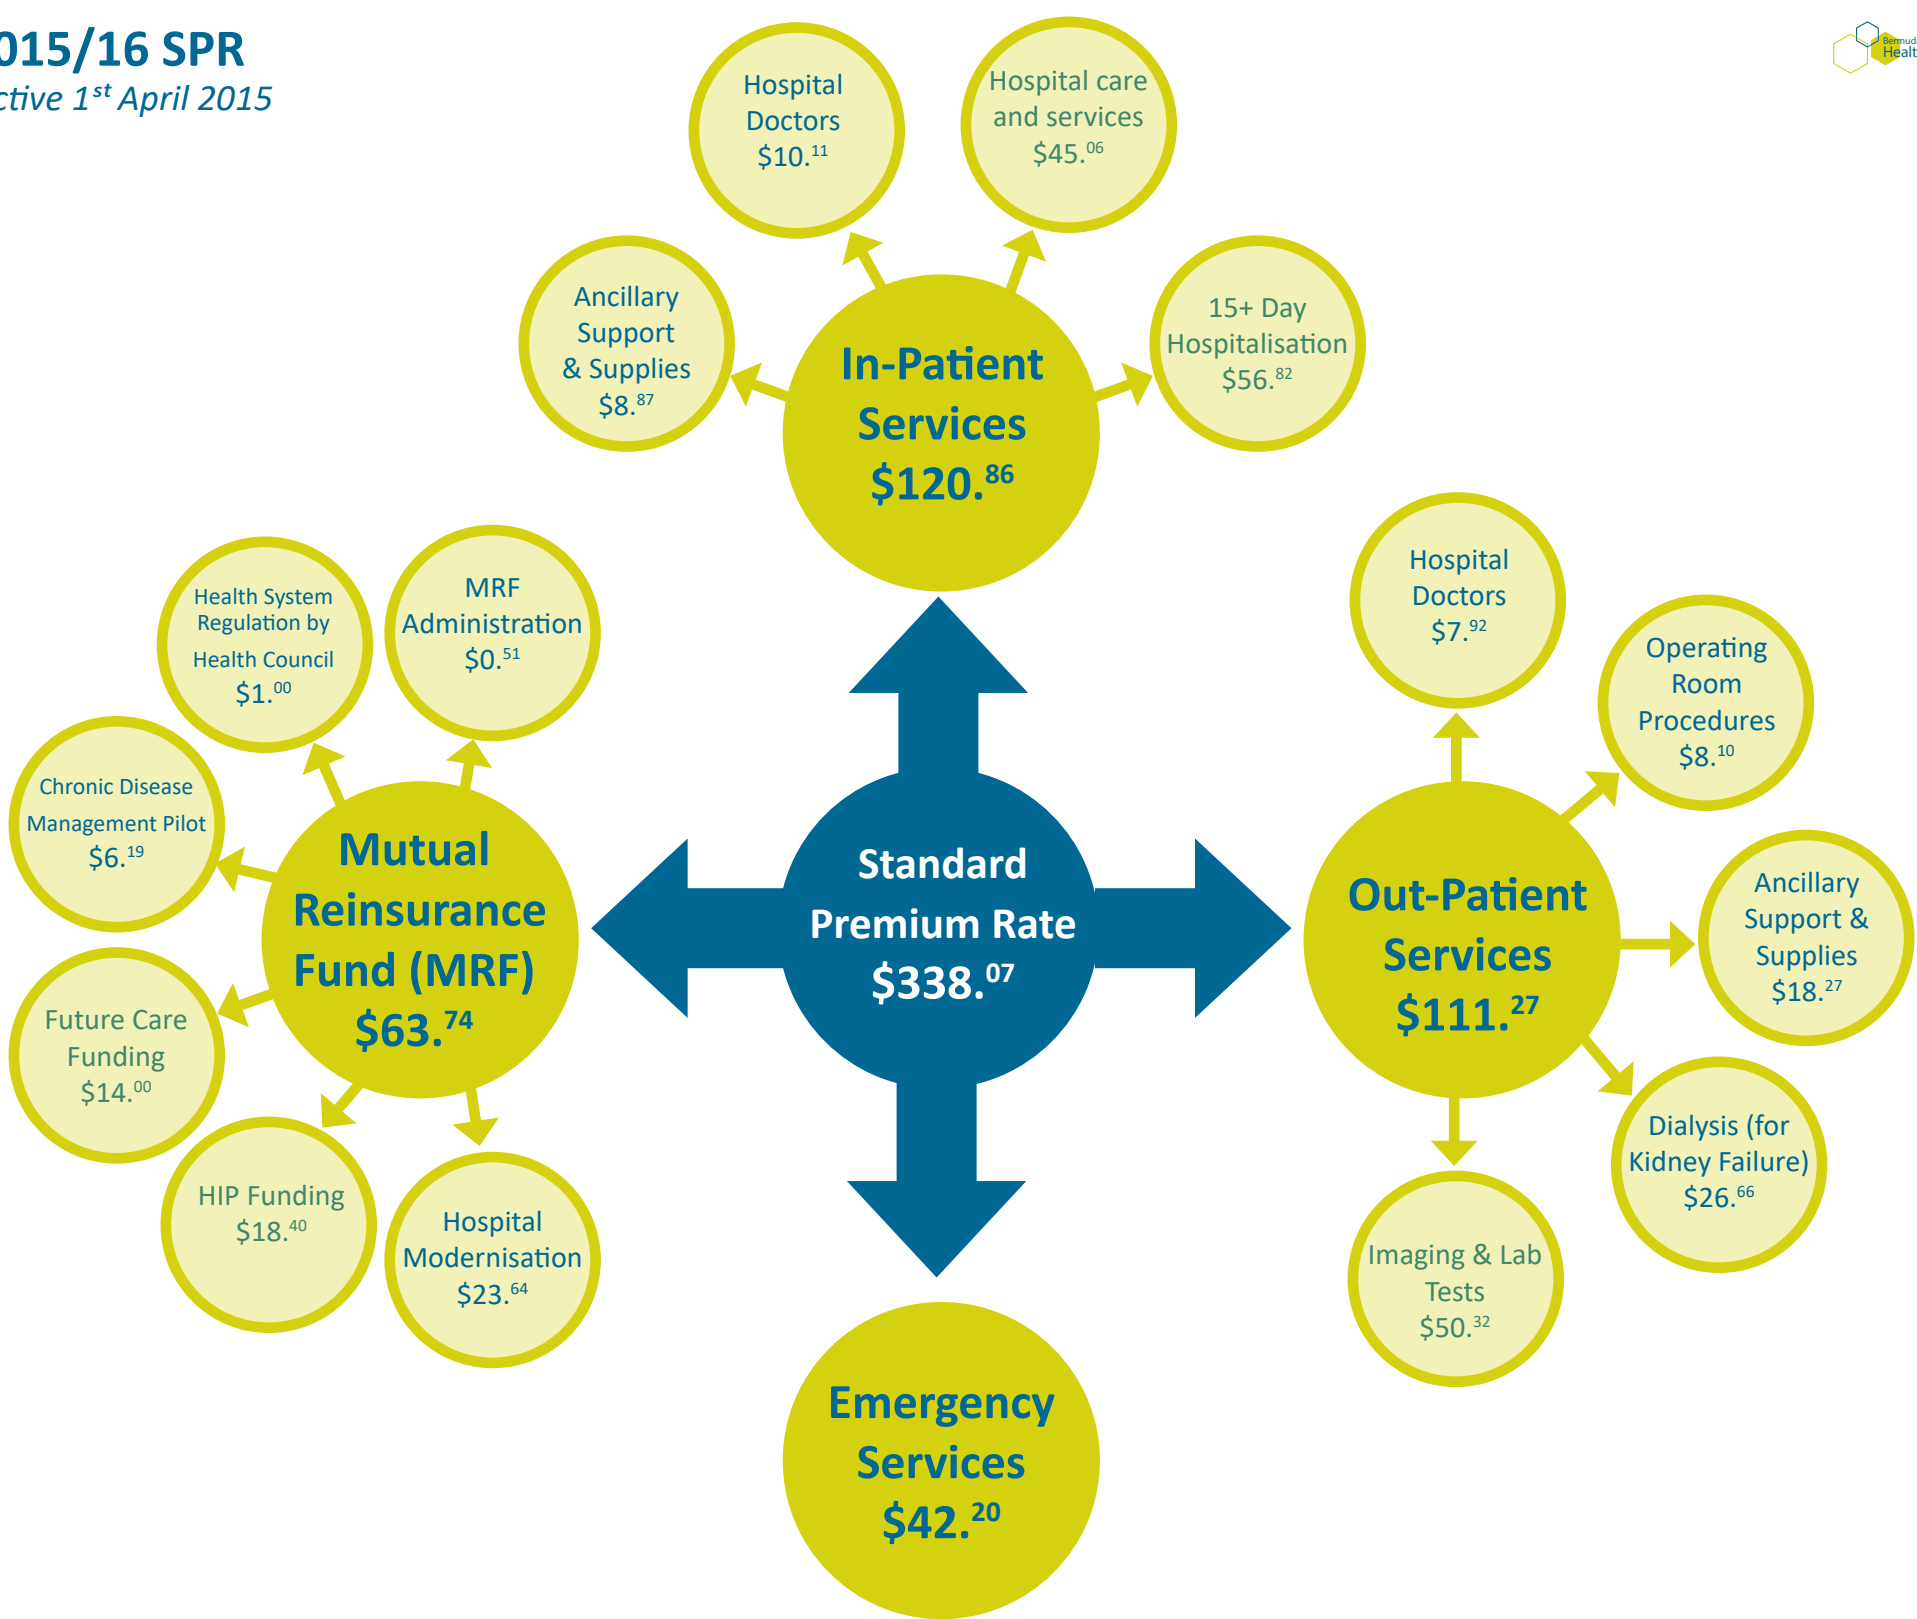 015/16 SPR
ctive 1st April 2015
Bermud
Healt
Hospital
Doctors
$10.11
Hospital care
and services
$45.06
Ancillary
Support
& Supplies
$8.87
15+ Day
Hospitalisation
$56.82
In-Patient
Services
$120.86
Health System
Regulation by
Health Council
$1.00
MRF
Administration
$0.51
Chronic Disease
Management Pilot
$6.19
Mutual
Reinsurance
Fund (MRF)
$63.74
Future Care
Funding
$14.00
HIP Funding
$18.40
Hospital
Modernisation
$23.64
Standard
Premium Rate
$338.07
Hospital
Doctors
$7.92
Operating
Room
Procedures
$8.10
Out-Patient
Services
$111.27
Ancillary
Support &
Supplies
$18.27
Dialysis (for
Kidney Failure)
$26.66
Imaging & Lab
Tests
$50.32
Emergency
Services
$42.20